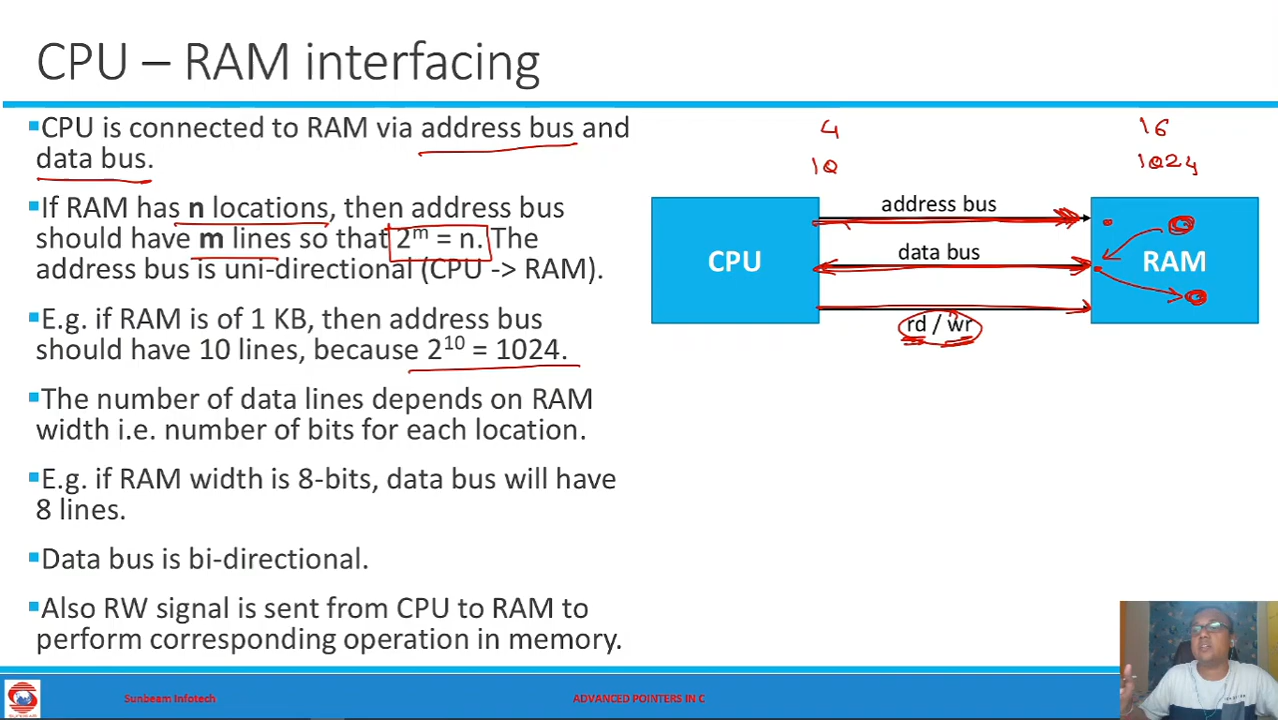 CPU – RAM interfacing
▪CPU is connected to RAM via address bus and
data bus.
▪If RAM has n locations, then address bus
should have m lines so that 2ᵐ = n. The
address bus is uni-directional (CPU -> RAM).
▪E.g. if RAM is of 1 KB, then address bus
should have 10 lines, because 2¹⁰ = 1024.
▪The number of data lines depends on RAM
width i.e. number of bits for each location.
▪E.g. if RAM width is 8-bits, data bus will have
8 lines.
▪Data bus is bi-directional.
▪Also RW signal is sent from CPU to RAM to
perform corresponding operation in memory.
4
16
10
1024
address bus
CPU
data bus
RAM
rd / wr
Sunbeam Infotech
ADVANCED POINTERS IN C